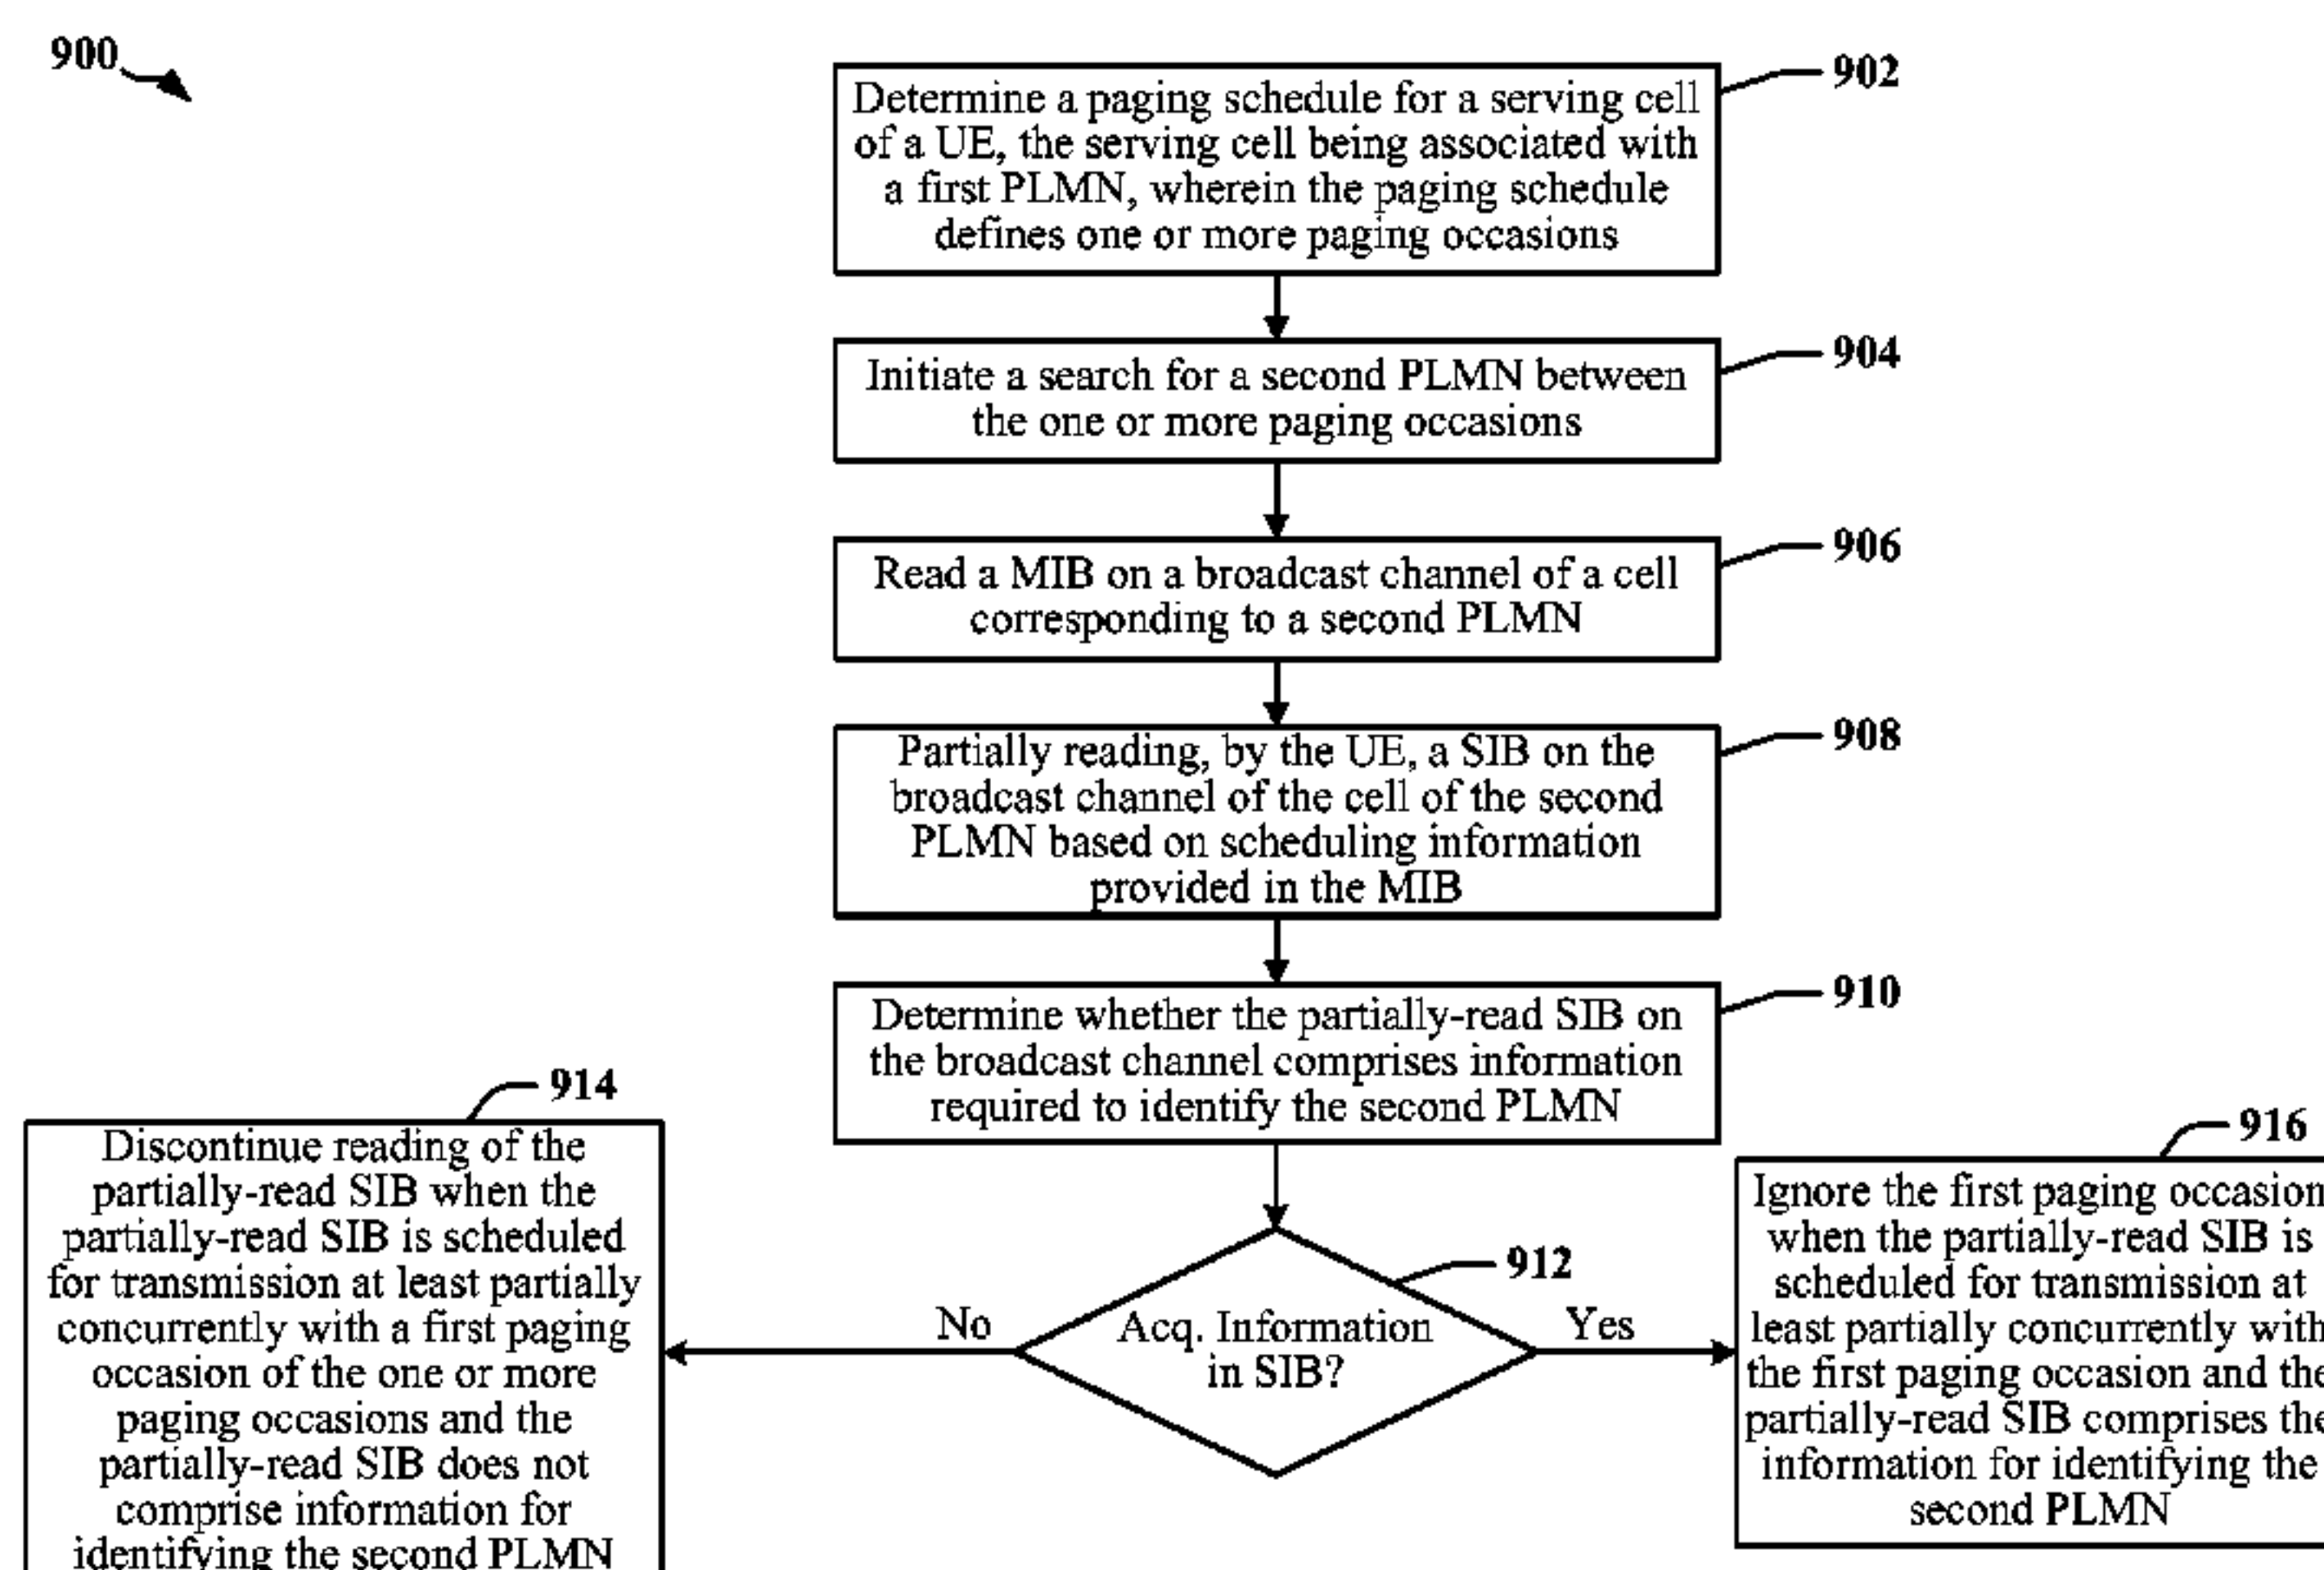 900
902
Determine a paging schedule for a serving cell
of a UE, the serving cell being associated with
a first PLMN, wherein the paging schedule
defines one or more paging occasions
904
Initiate a search for a second PLMN between
the one or more paging occasions
906
Read a MIB on a broadcast channel of a cell
corresponding to a second PLMN
908
Partially reading, by the UE, a SIB on the
broadcast channel of the cell of the second
PLMN based on scheduling information
provided in the MIB
910
Determine whether the partially-read SIB on
the broadcast channel comprises information
required to identify the second PLMN
912
Acq. Information
in SIB?
No
Yes
914
Discontinue reading of the
partially-read SIB when the
partially-read SIB is scheduled
for transmission at least partially
concurrently with a first paging
occasion of the one or more
paging occasions and the
partially-read SIB does not
comprise information for
identifying the second PLMN
916
Ignore the first paging occasion
when the partially-read SIB is
scheduled for transmission at
least partially concurrently with
the first paging occasion and the
partially-read SIB comprises the
information for identifying the
second PLMN